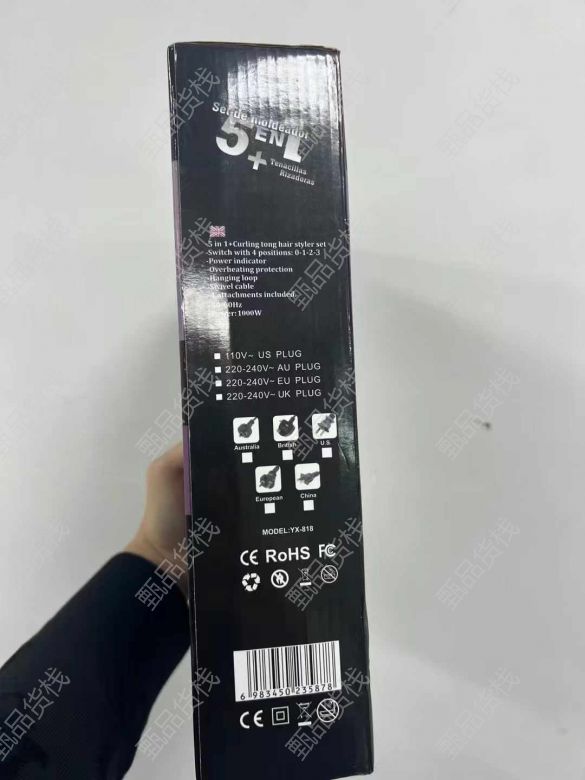 Set de moldeador
5 EN 1
+ Tenacillas
Rizadoras
5 in 1+Curling long hair styler set
-Switch with 4 positions: 0-1-2-3
-Power indicator
-Overheating protection
-Hanging loop
-Swivel cable
attachments included.
Power: 1000W
110V~ US PLUG
220-240V~ AU PLUG
220-240V~ EU PLUG
220-240V~ UK PLUG
Australia
British
U.S
European
China
MODEL:YX-818
CE RoHS FC
6 983450 235878
CE
甄品货栈